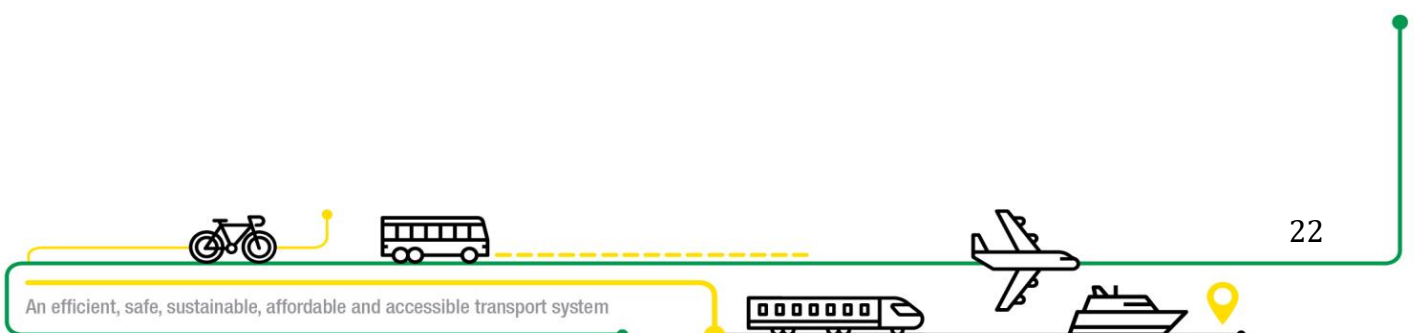 22
An efficient, safe, sustainable, affordable and accessible transport system